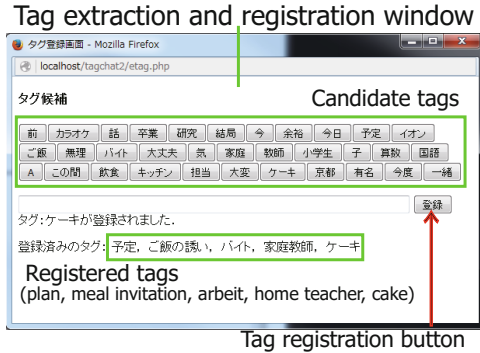 Tag extraction and registration window
タグ登録画面 - Mozilla Firefox
localhost/tagchat2/etag.php
タグ候補
Candidate tags
前 カラオケ 話 卒業 研究 結局 今 余裕 今日 予定 イオン
ご飯 無理 バイト 大丈夫 気 家庭 教師 小学生 子 算数 国語
A この間 飲食 キッチン 担当 大変 ケーキ 京都 有名 今度 一緒
登録
タグ:ケーキが登録されました.
登録済みのタグ: 予定, ご飯の誘い, バイト, 家庭教師, ケーキ
Registered tags
(plan, meal invitation, arbeit, home teacher, cake)
Tag registration button